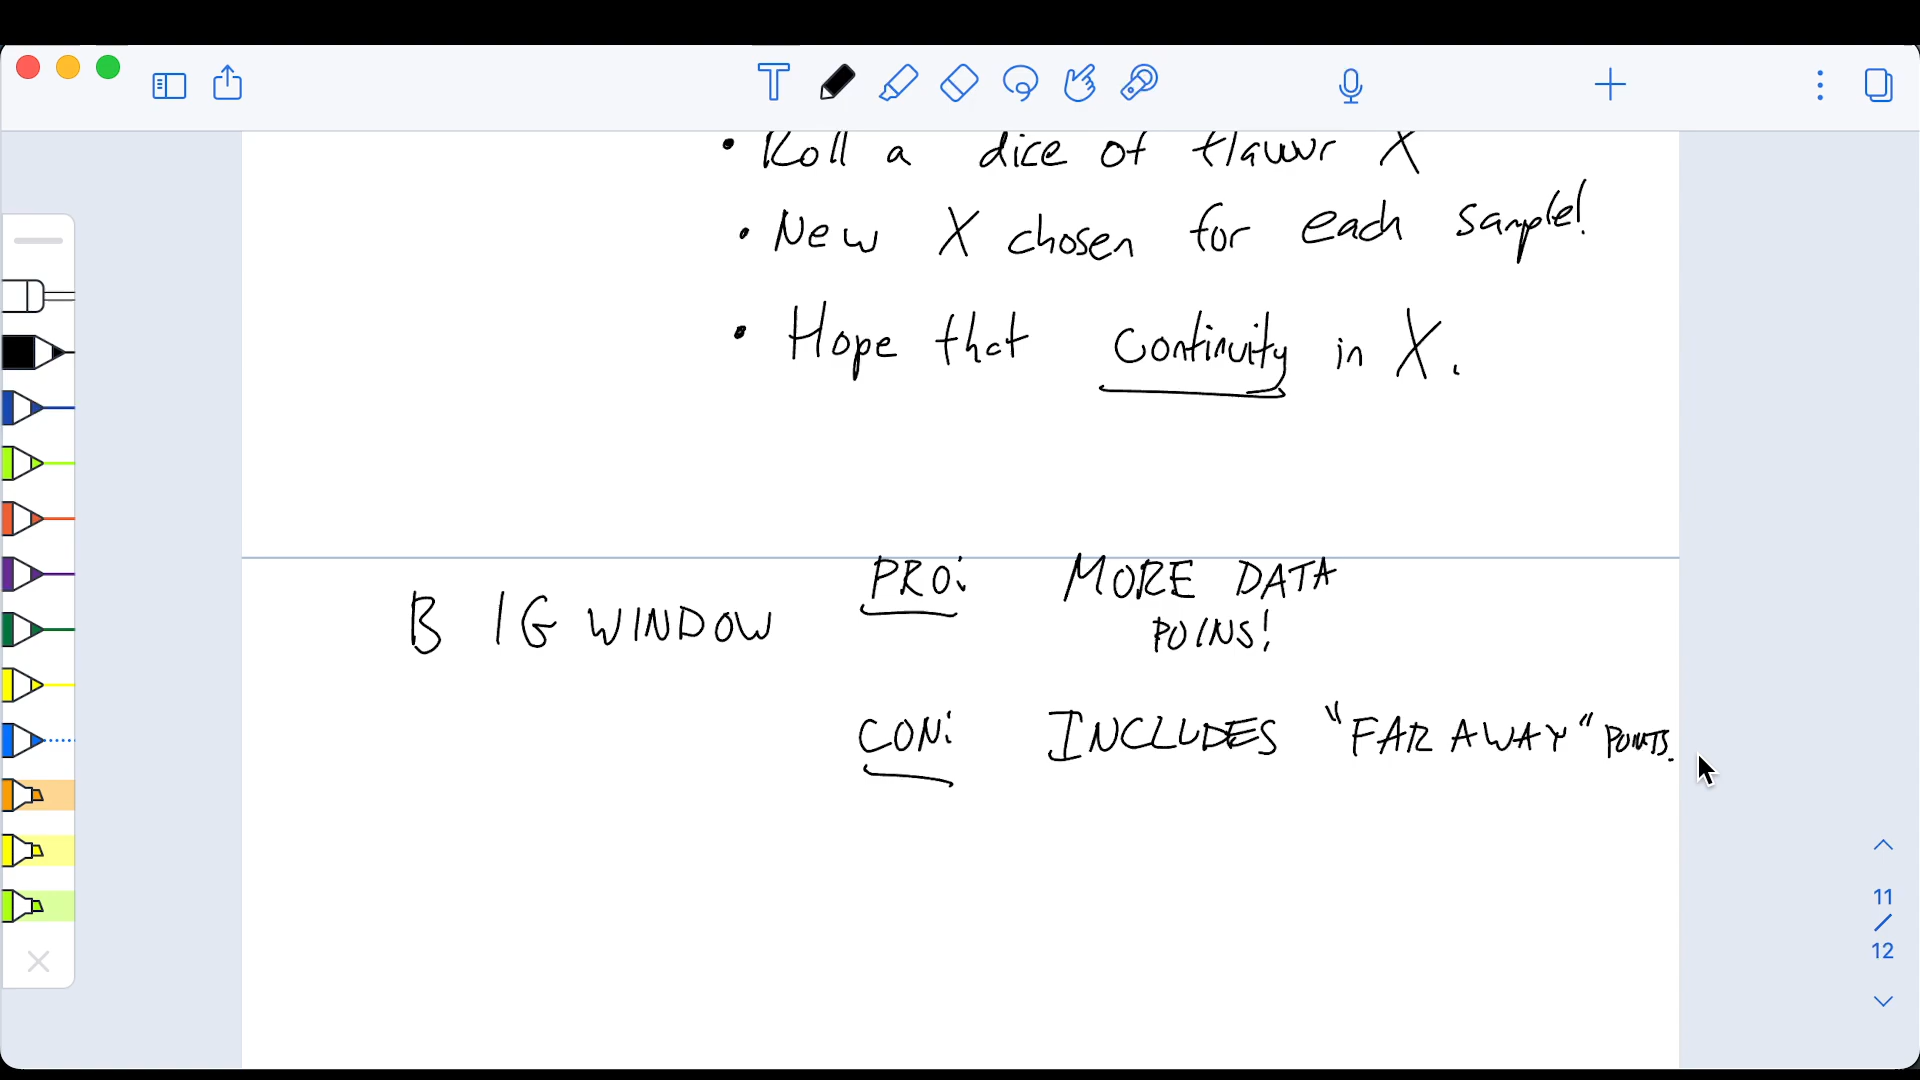 • Roll a dice of flavur X
• New X chosen for each sample!
• Hope that continuity in X.
PRO: MORE DATA
BIG WINDOW
POINS!
CON: INCLUDES "FAR AWAY" POINTS.
11
/
12